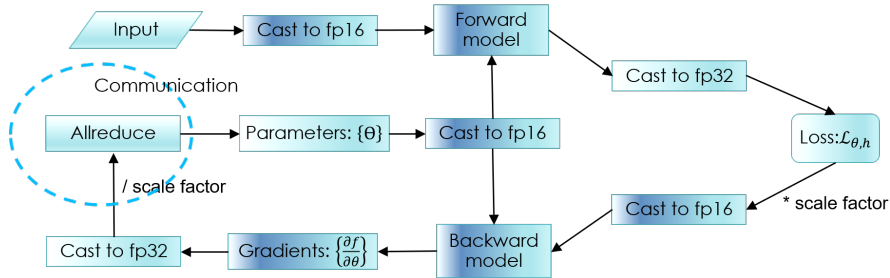 Input
Cast to fp16
Forward
model
Cast to fp32
Communication
Allreduce
Parameters: {Θ}
Cast to fp16
Loss:ℒ_{θ,h}
/ scale factor
Cast to fp16
* scale factor
Cast to fp32
Gradients: {∂f/∂θ}
Backward
model